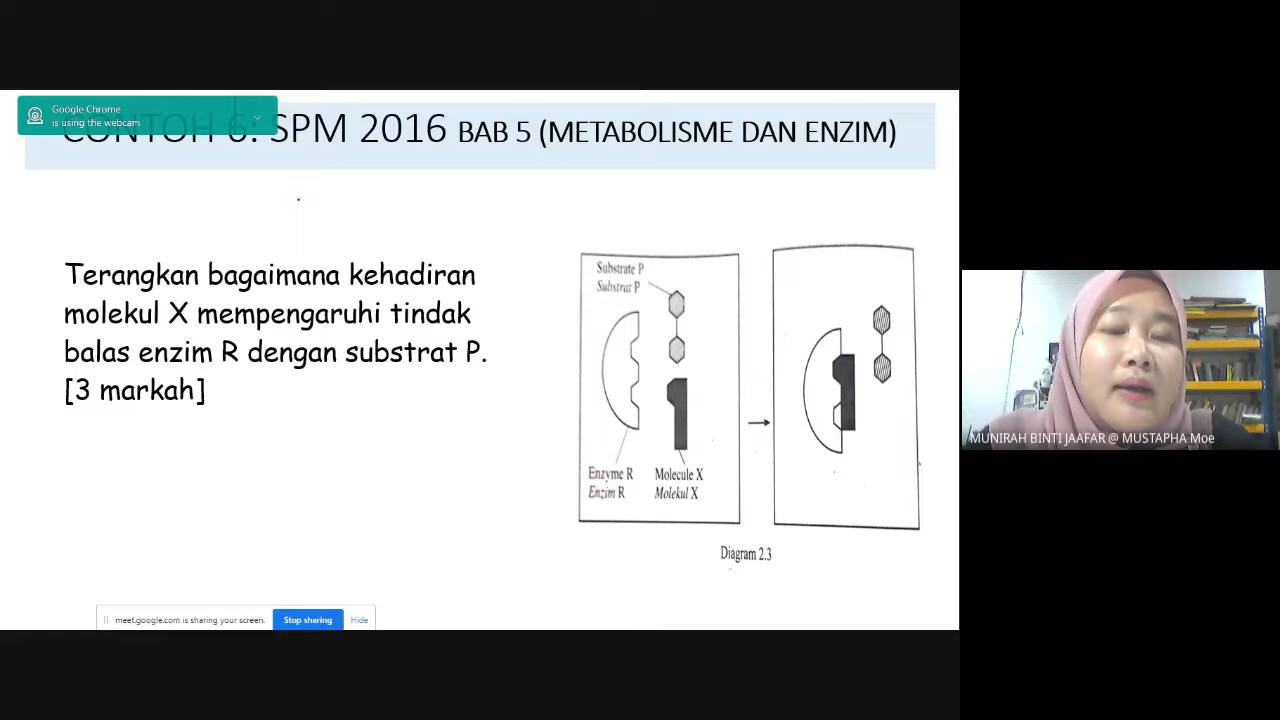 Google Chrome
is using the webcam
CONTOH 6: SPM 2016 BAB 5 (METABOLISME DAN ENZIM)
Terangkan bagaimana kehadiran
molekul X mempengaruhi tindak
balas enzim R dengan substrat P.
[3 markah]
Substrate P
Substrat P
Enzyme R
Enzim R
Molecule X
Molekul X
Diagram 2.3
MUNIRAH BINTI JAAFAR @ MUSTAPHA Moe
meet.google.com is sharing your screen.
Stop sharing
Hide